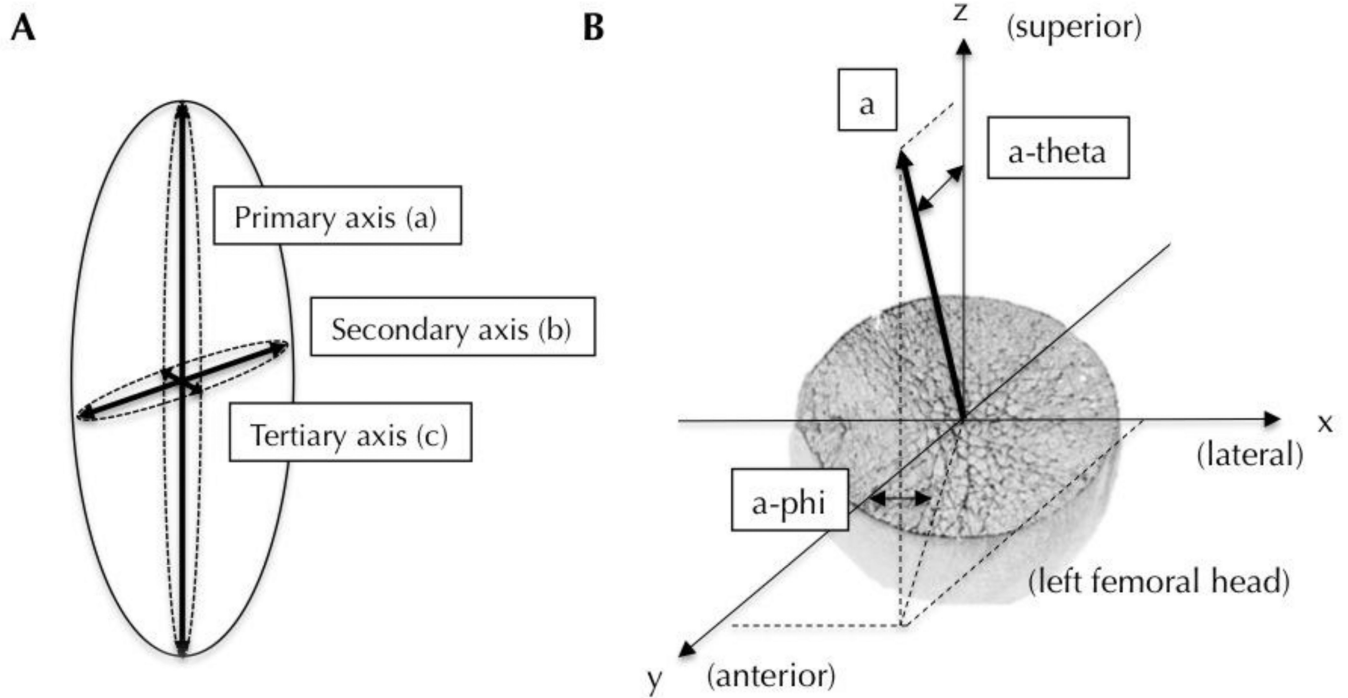 A
Primary axis (a)
Secondary axis (b)
Tertiary axis (c)
B
z
(superior)
a
a-theta
x
(lateral)
a-phi
(left femoral head)
y
(anterior)